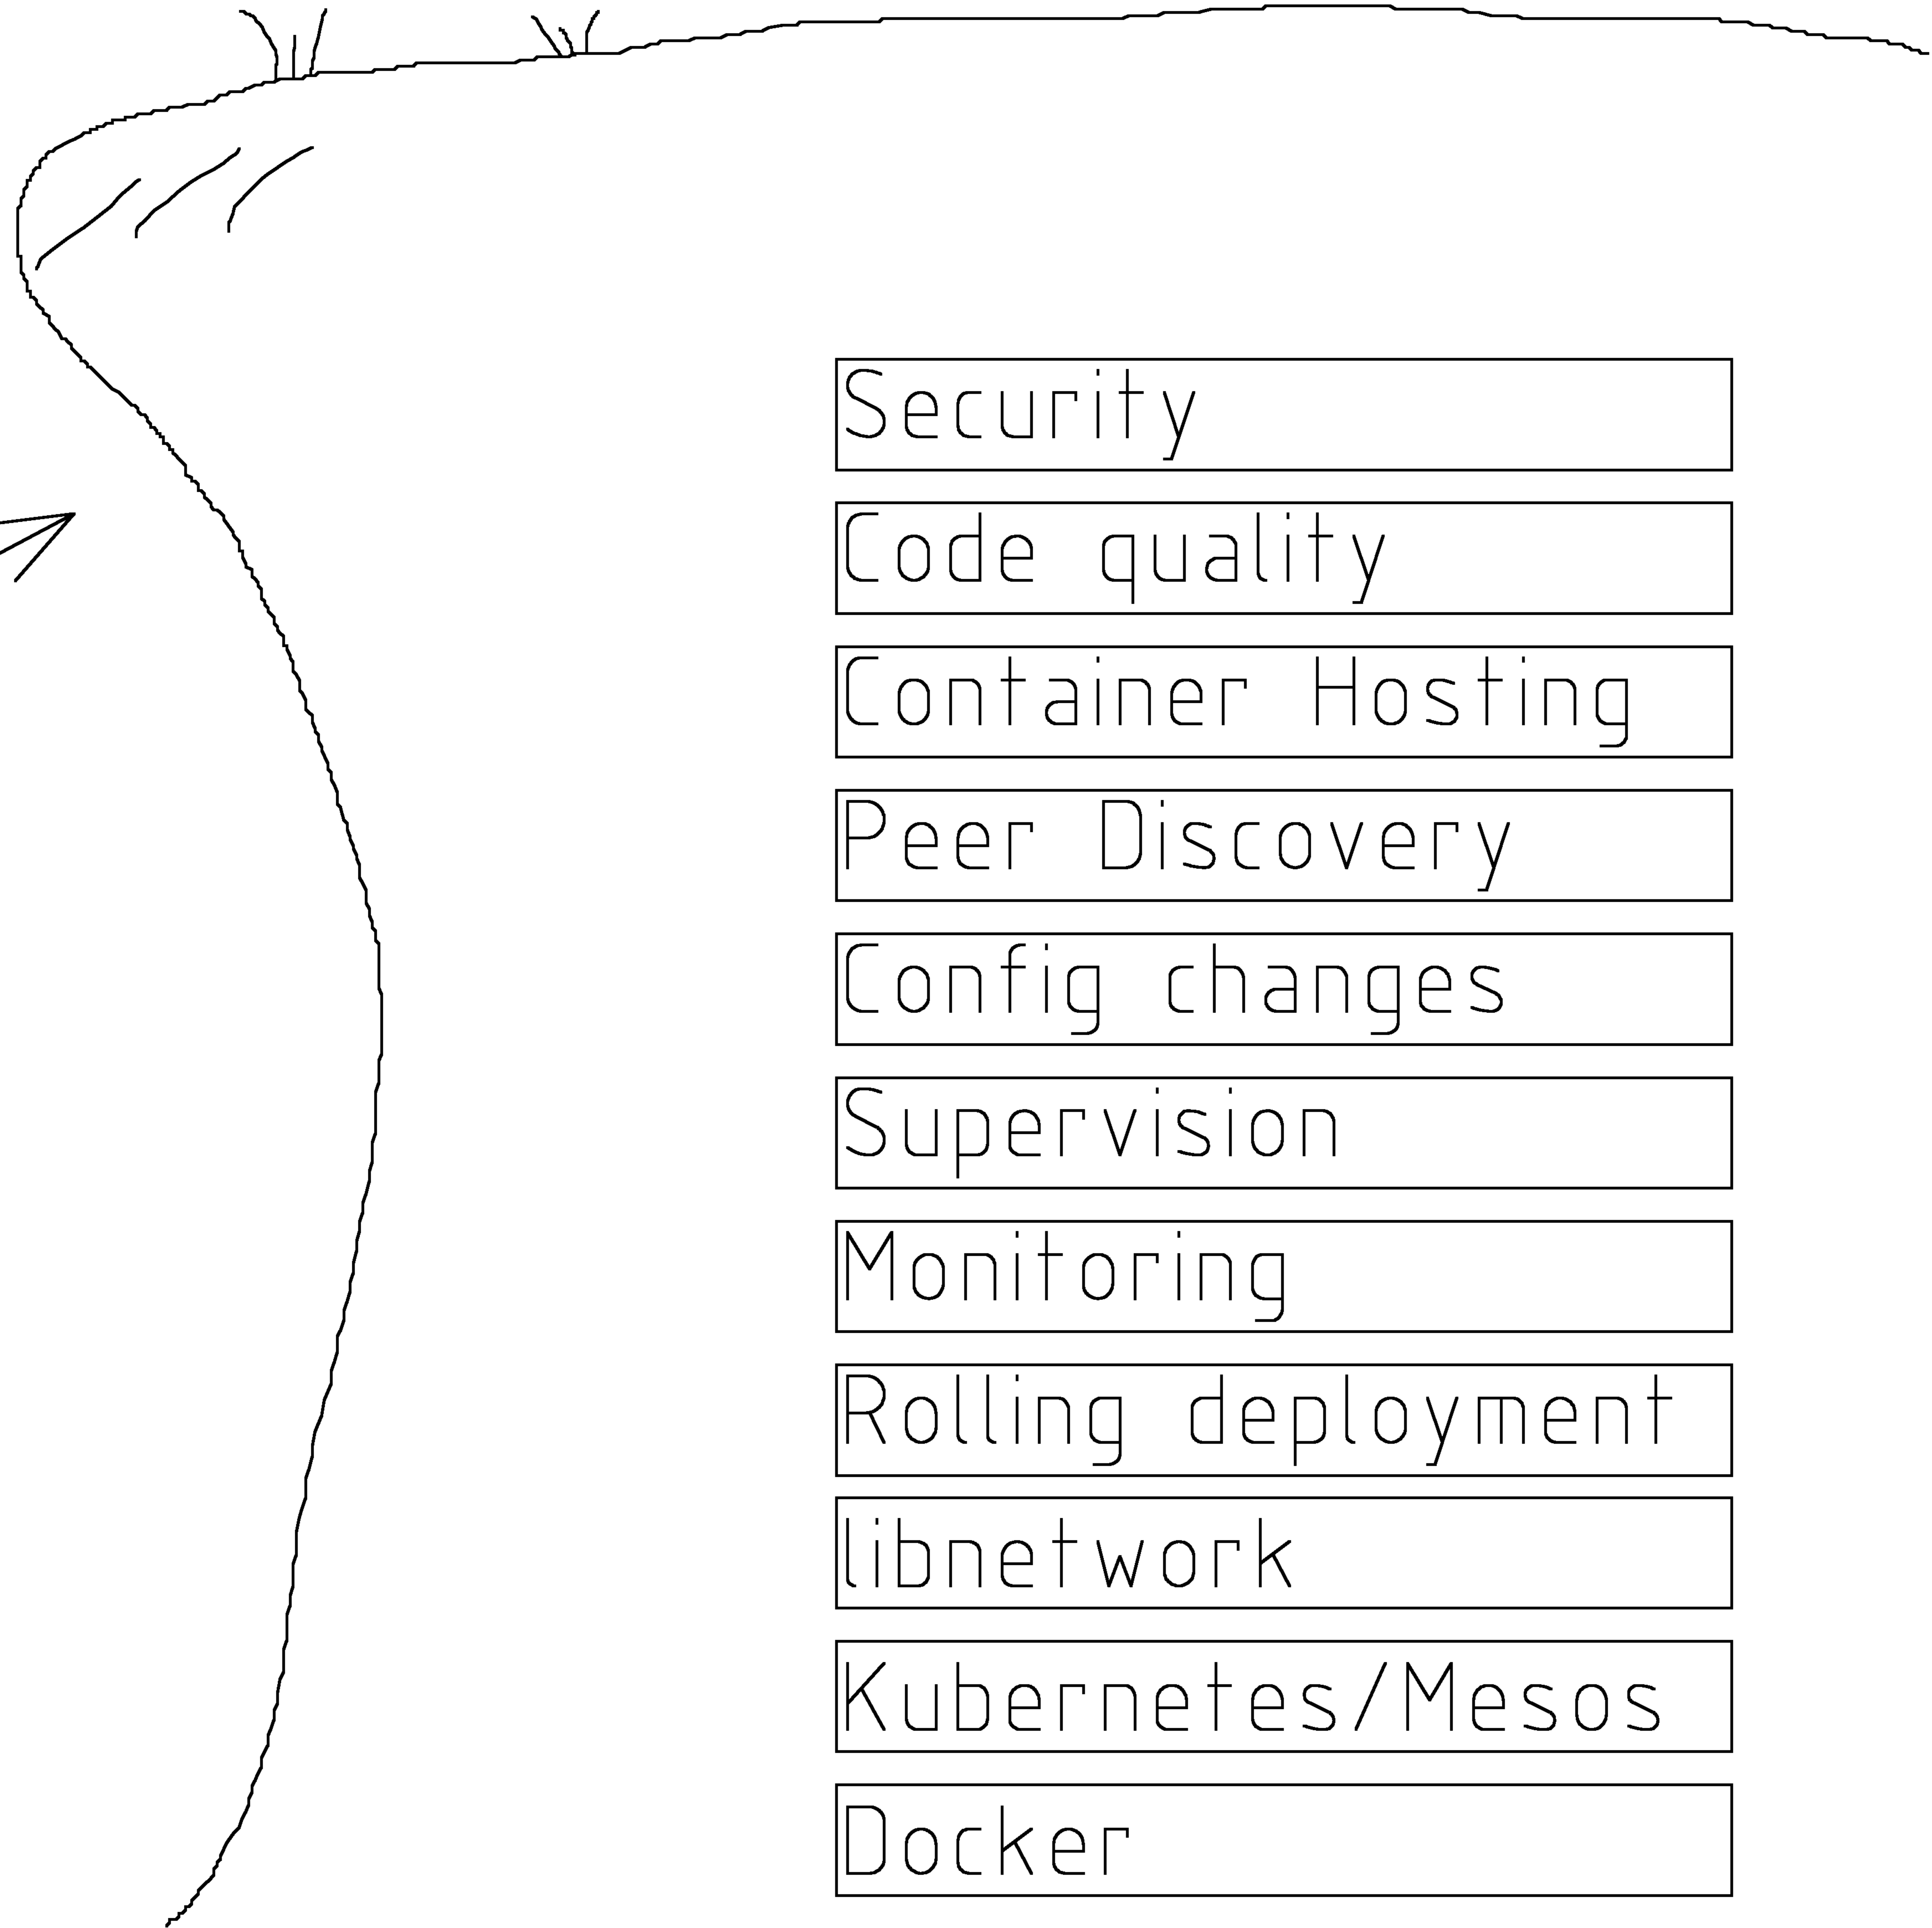 Security
Code quality
Container Hosting
Peer Discovery
Config changes
Supervision
Monitoring
Rolling deployment
libnetwork
Kubernetes/Mesos
Docker